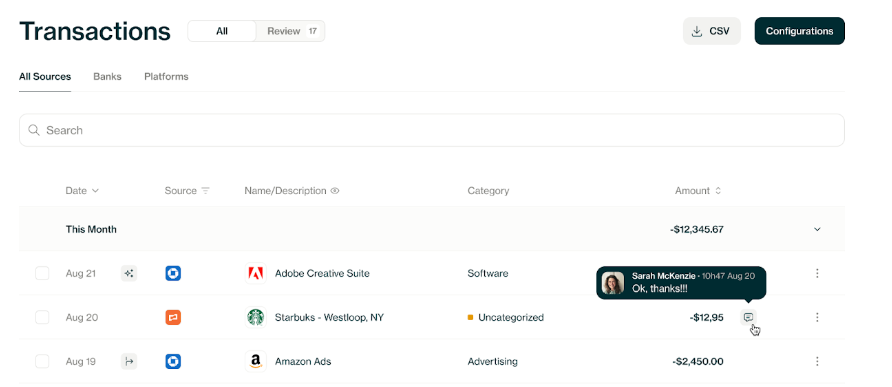 Transactions All Review 17 CSV Configurations
All Sources Banks Platforms
Search
Date Source Name/Description Category Amount
This Month -$12,345.67
Aug 21 Adobe Creative Suite Software
Sarah McKenzie · 10h47 Aug 20
Ok, thanks!!!
Aug 20 Starbuks - Westloop, NY Uncategorized -$12,95
Aug 19 a Amazon Ads Advertising -$2,450.00